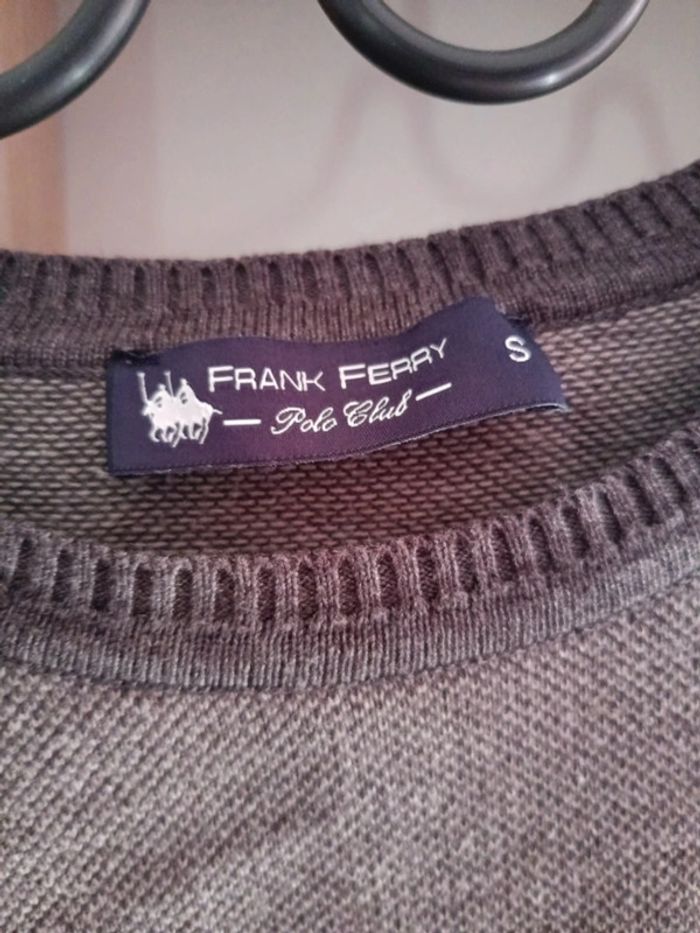 FRANK FERRY
— Polo Club —
S